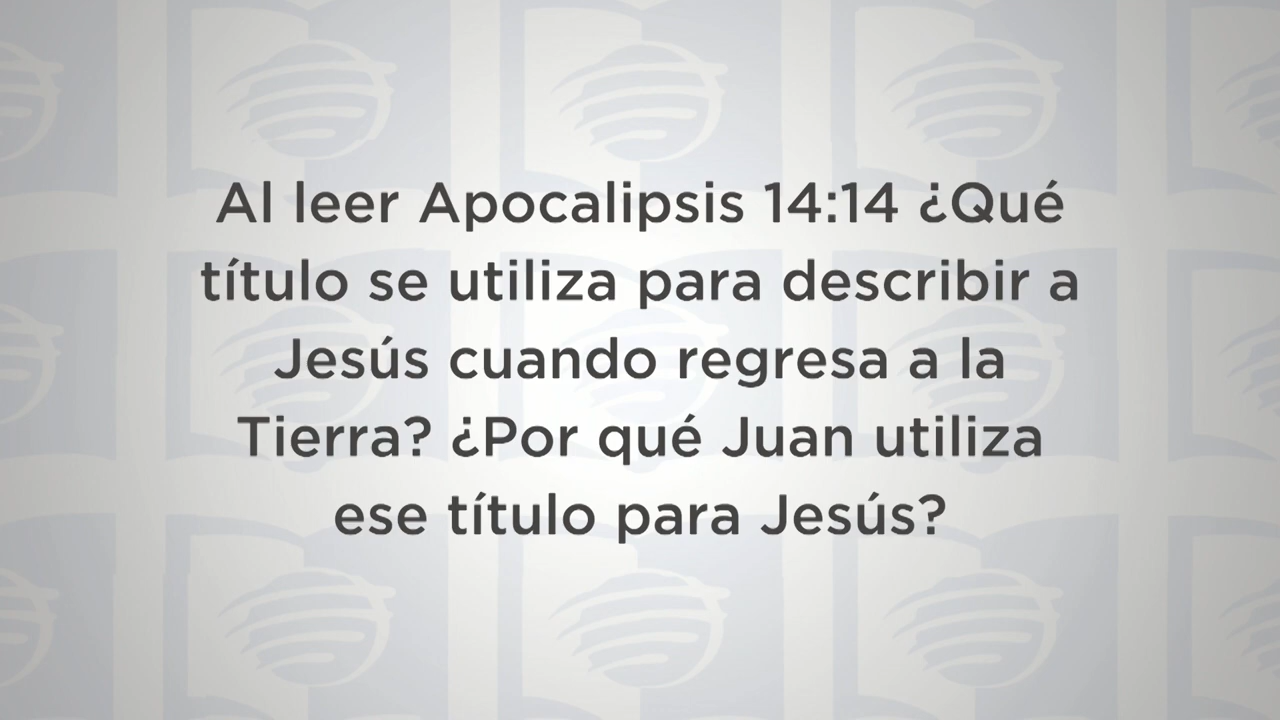 Al leer Apocalipsis 14:14 ¿Qué
título se utiliza para describir a
Jesús cuando regresa a la
Tierra? ¿Por qué Juan utiliza
ese título para Jesús?